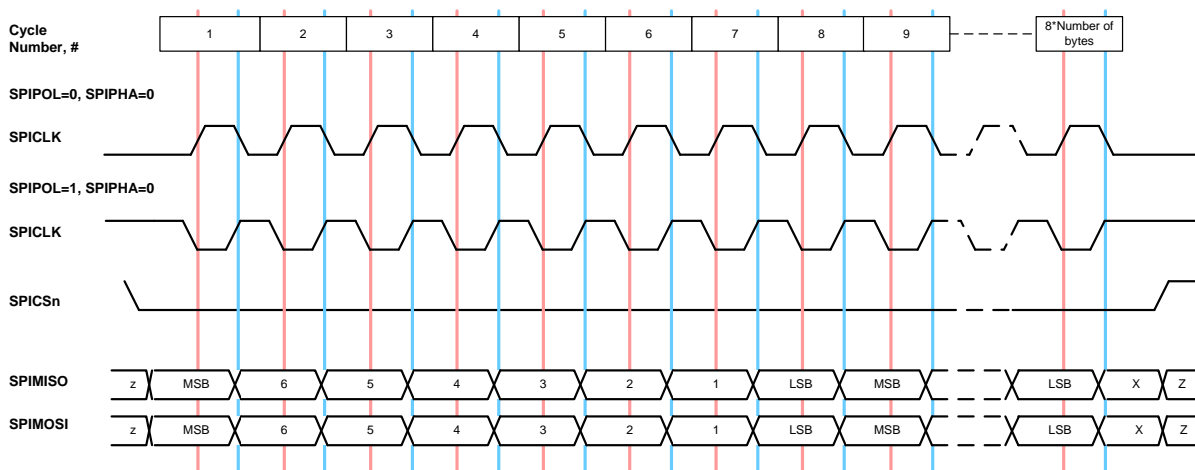 Cycle
Number, #
1 2 3 4 5 6 7 8 9
8*Number of
bytes
SPIPOL=0, SPIPHA=0
SPICLK
SPIPOL=1, SPIPHA=0
SPICLK
SPICSn
SPIMISO z MSB 6 5 4 3 2 1 LSB MSB LSB X Z
SPIMOSI z MSB 6 5 4 3 2 1 LSB MSB LSB X Z